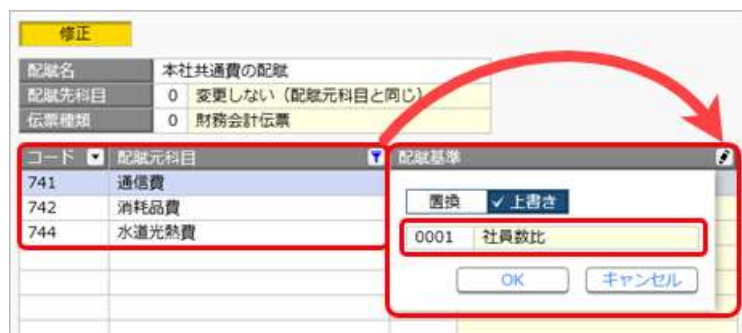 修正
配賦名 本社共通費の配賦
配賦先科目 0 変更しない（配賦元科目と同じ）
伝票種類 0 財務会計伝票
コード 配賦元科目 配賦基準
741 通信費
742 消耗品費
744 水道光熱費
置換 ✓ 上書き
0001 社員数比
OK キャンセル